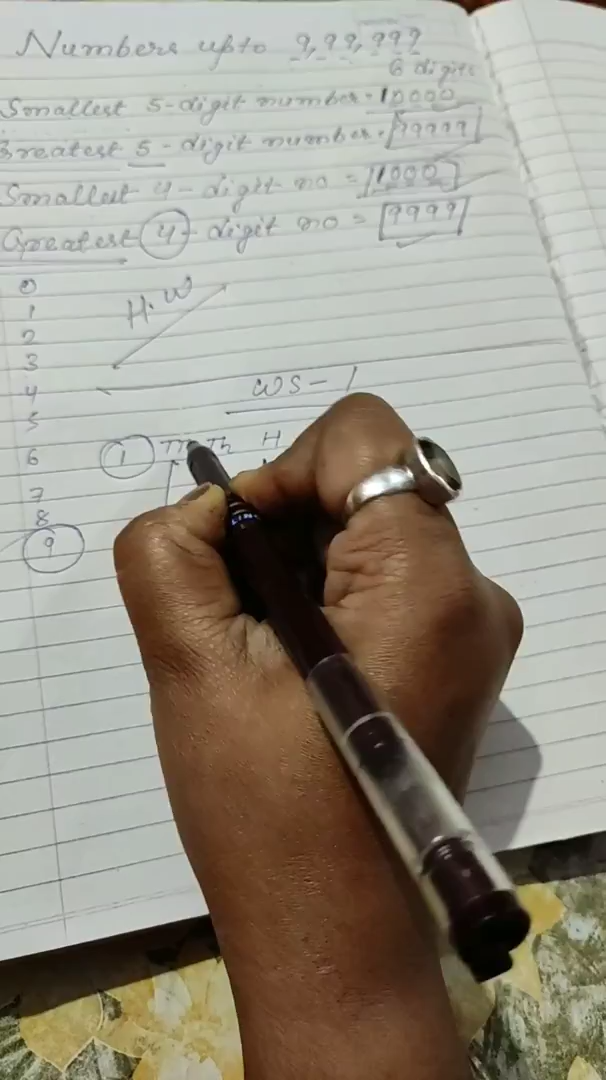 Numbers upto 9,99,999
6 digits
Smallest 5-digit number = 10000
Greatest 5-digit number = 99999
Smallest 4-digit no = 1000
Greatest 4-digit no = 9999
0
1
H.W
2
3
4
WS-1
5
6
1 TTh Th H
7
8
9
LIN